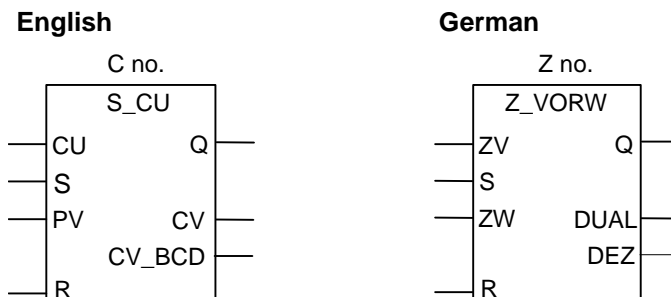 English
C no.
S_CU
CU Q
S
PV CV
CV_BCD
R
German
Z no.
Z_VORW
ZV Q
S
ZW DUAL
DEZ
R